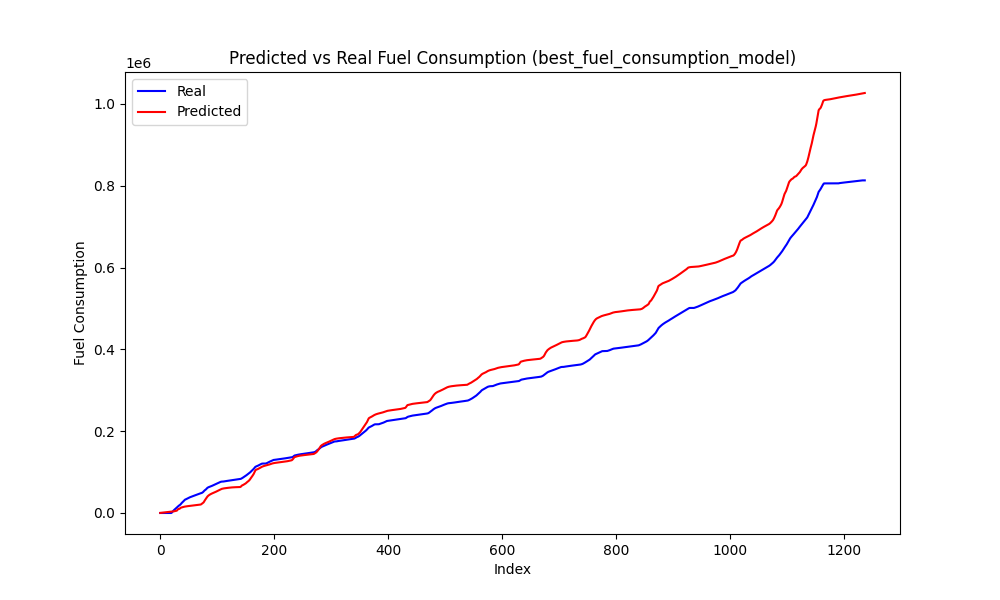 Predicted vs Real Fuel Consumption (best_fuel_consumption_model)
1e6
Real
Predicted
1.0
0.8
0.6
0.4
0.2
0.0
Fuel Consumption
0 200 400 600 800 1000 1200
Index